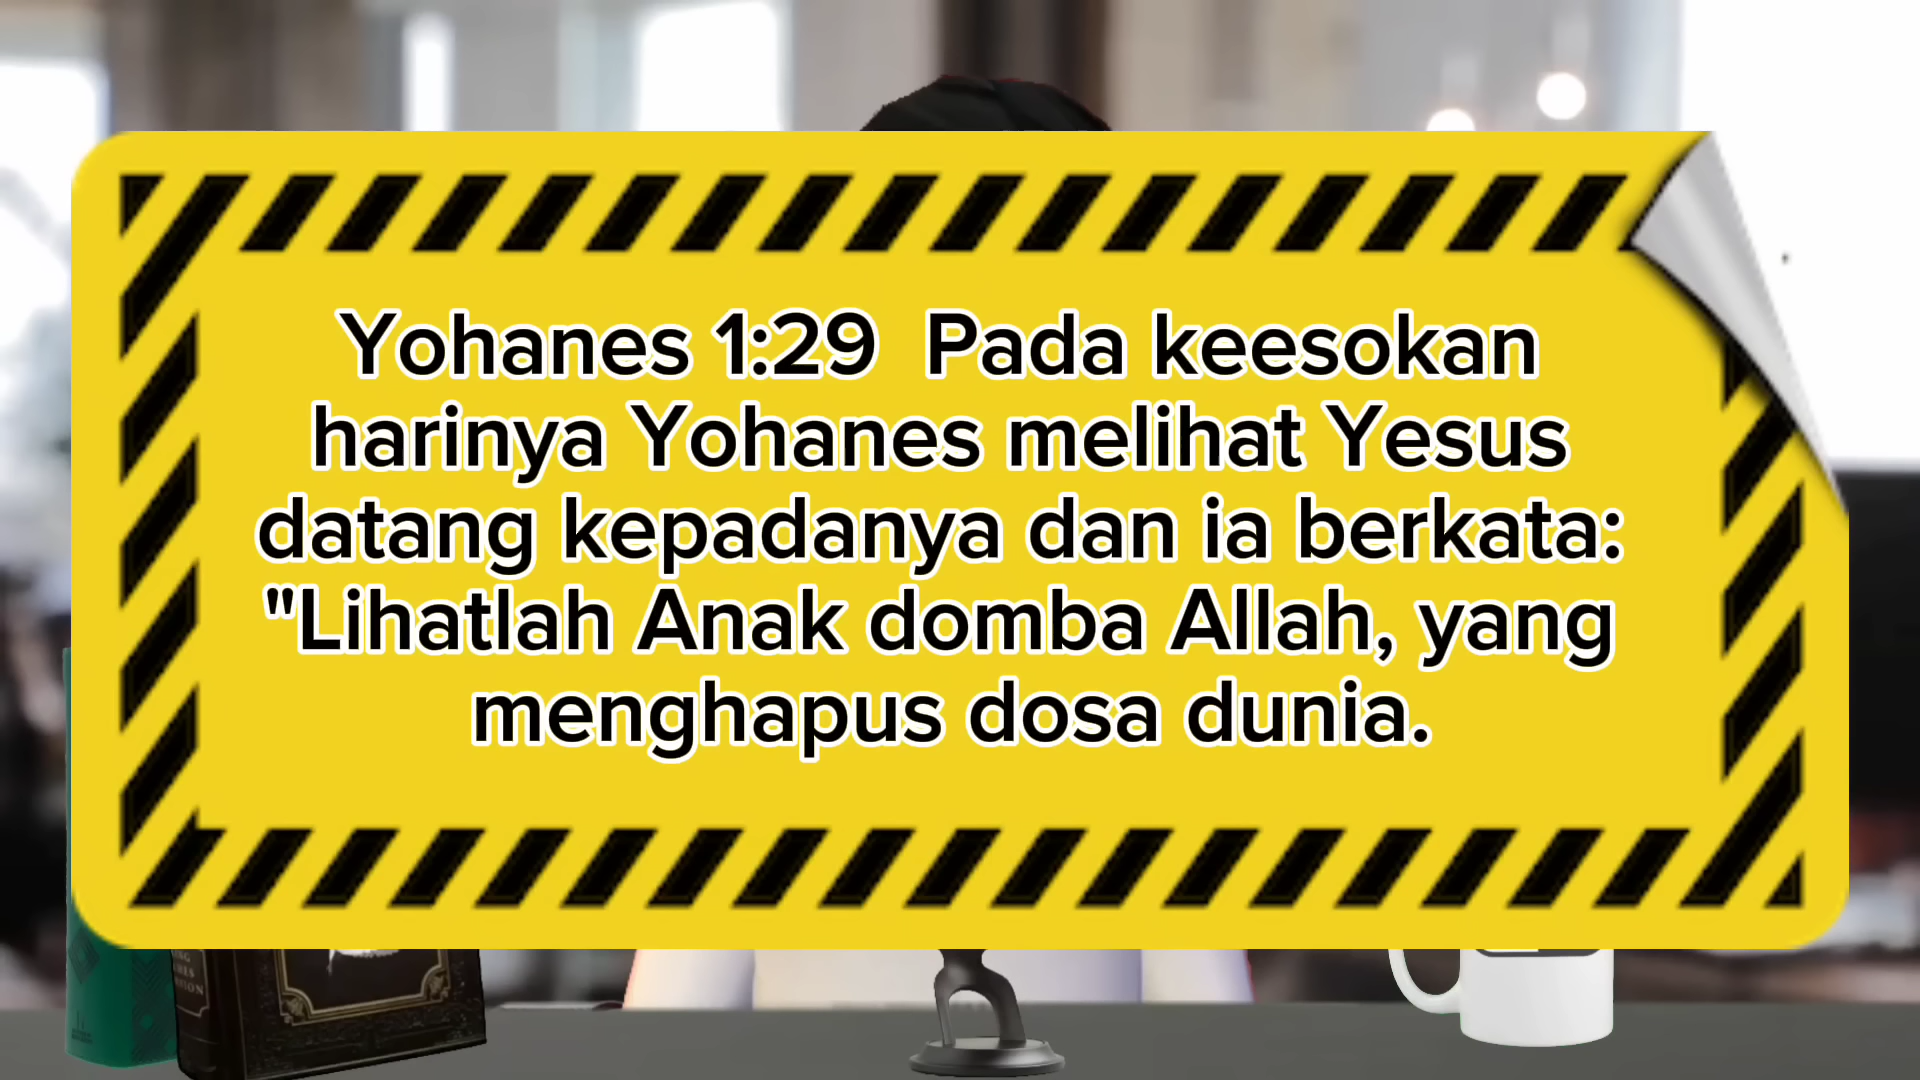 Yohanes 1:29  Pada keesokan
harinya Yohanes melihat Yesus
datang kepadanya dan ia berkata:
"Lihatlah Anak domba Allah, yang
menghapus dosa dunia.